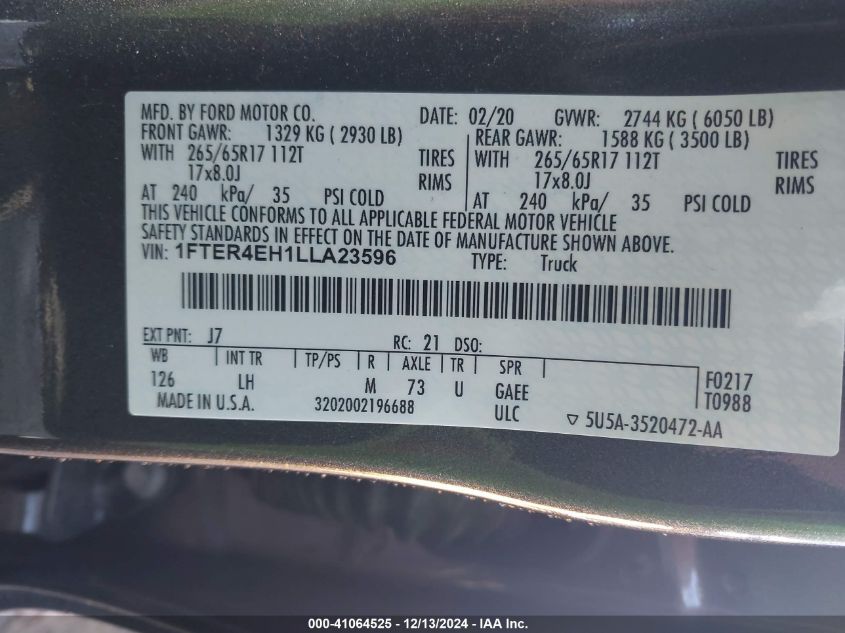 MFD. BY FORD MOTOR CO. DATE: 02/20 GVWR: 2744 KG ( 6050 LB)
FRONT GAWR: 1329 KG ( 2930 LB) REAR GAWR: 1588 KG ( 3500 LB)
WITH 265/65R17 112T TIRES WITH 265/65R17 112T TIRES
17x8.0J RIMS 17x8.0J RIMS
AT 240 kPa/ 35 PSI COLD AT 240 kPa/ 35 PSI COLD
THIS VEHICLE CONFORMS TO ALL APPLICABLE FEDERAL MOTOR VEHICLE
SAFETY STANDARDS IN EFFECT ON THE DATE OF MANUFACTURE SHOWN ABOVE.
VIN: 1FTER4EH1LLA23596 TYPE: Truck
EXT PNT: J7 RC: 21 DSO:
WB INT TR TP/PS R AXLE TR SPR
126 LH M 73 U GAEE F0217
MADE IN U.S.A. 3202002196688 ULC T0988
▽ 5U5A-3520472-AA
000-41064525 - 12/13/2024 - IAA Inc.